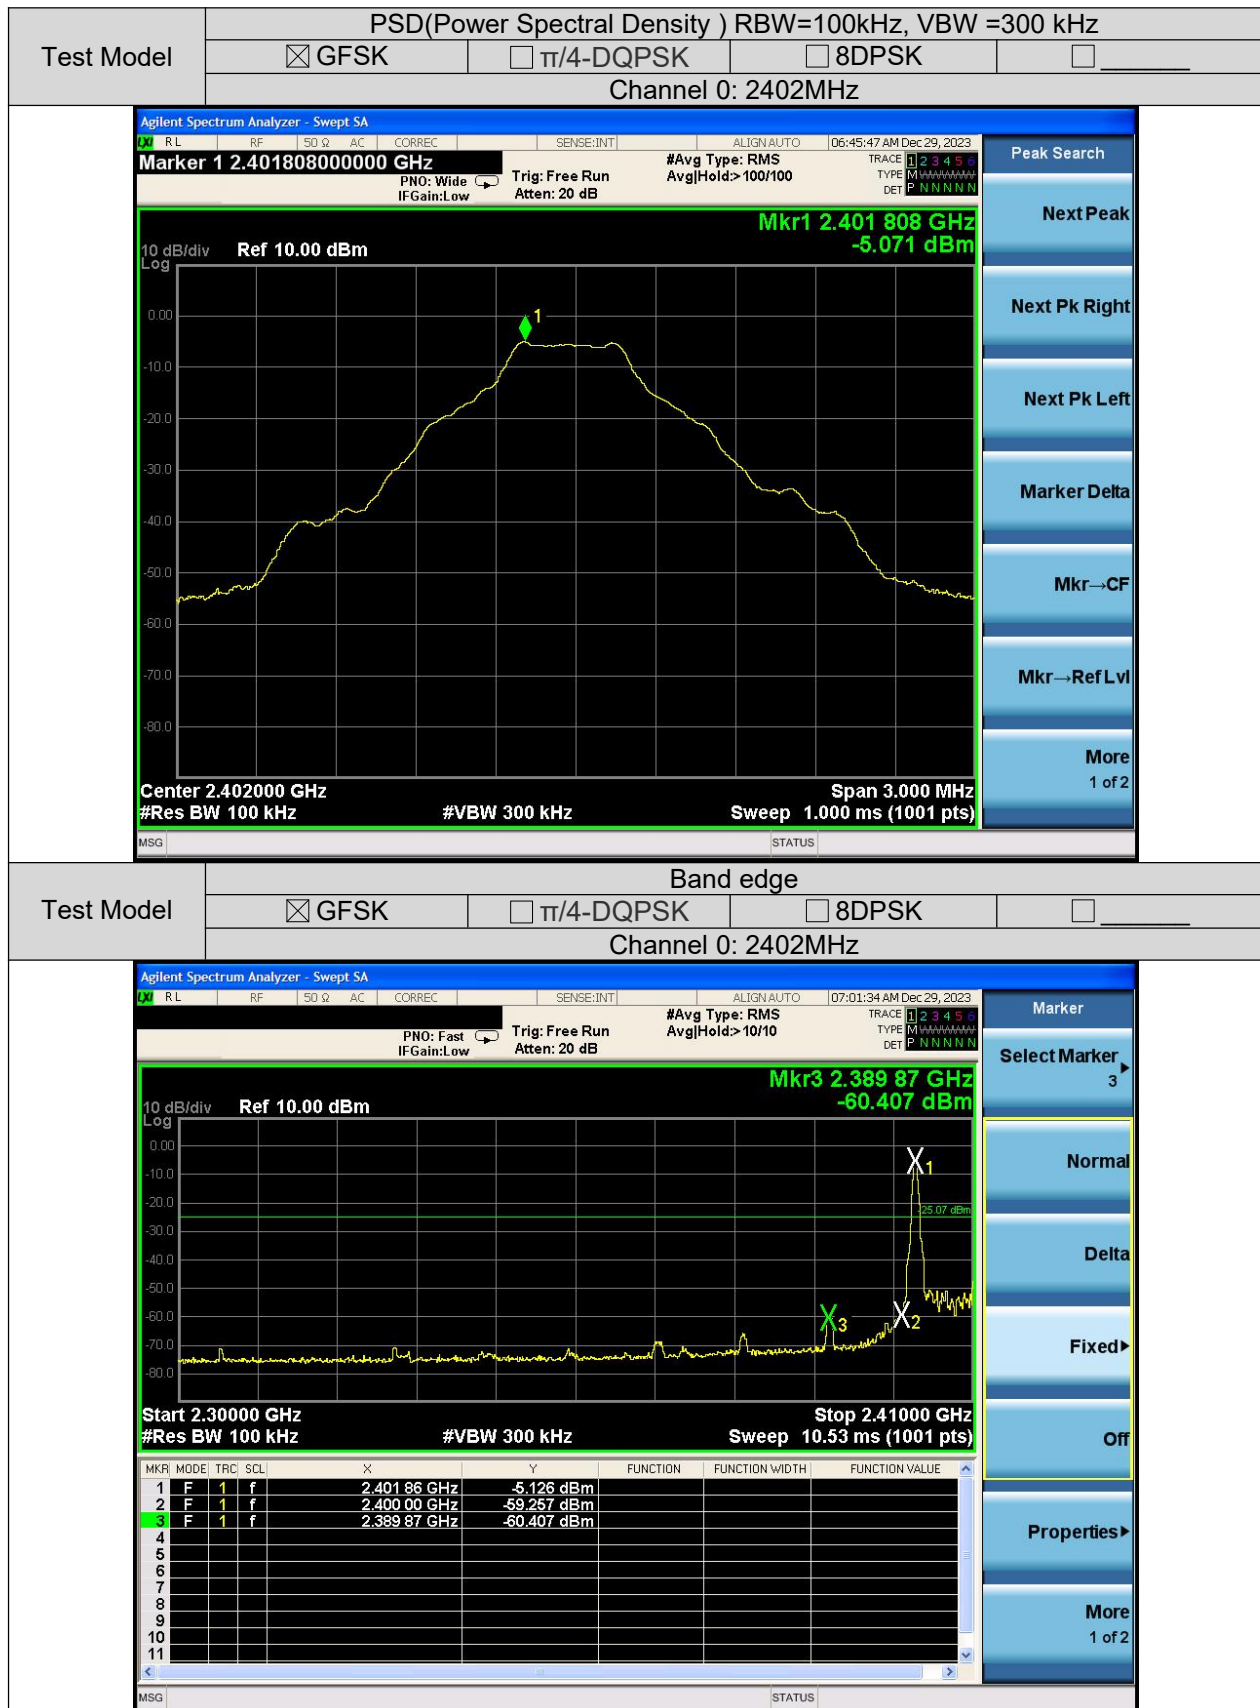 PSD(Power Spectral Density ) RBW=100kHz, VBW =300 kHz
Test Model
☒ GFSK ☐ π/4-DQPSK ☐ 8DPSK ☐ ______
Channel 0: 2402MHz
Agilent Spectrum Analyzer - Swept SA
LXI RL RF 50 Ω AC CORREC SENSE:INT ALIGN AUTO 06:45:47 AM Dec 29, 2023
Marker 1 2.401808000000 GHz
PNO: Wide
IFGain:Low
Trig: Free Run
Atten: 20 dB
#Avg Type: RMS
Avg|Hold:>100/100
TRACE 1 2 3 4 5 6
TYPE M
DET P N N N N N
Mkr1 2.401 808 GHz
-5.071 dBm
10 dB/div Ref 10.00 dBm
Log
0.00
-10.0
-20.0
-30.0
-40.0
-50.0
-60.0
-70.0
-80.0
1
Center 2.402000 GHz Span 3.000 MHz
#Res BW 100 kHz #VBW 300 kHz Sweep 1.000 ms (1001 pts)
MSG STATUS
Peak Search
Next Peak
Next Pk Right
Next Pk Left
Marker Delta
Mkr→CF
Mkr→Ref Lvl
More
1 of 2
Band edge
Test Model
☒ GFSK ☐ π/4-DQPSK ☐ 8DPSK ☐ ______
Channel 0: 2402MHz
Agilent Spectrum Analyzer - Swept SA
LXI RL RF 50 Ω AC CORREC SENSE:INT ALIGN AUTO 07:01:34 AM Dec 29, 2023
PNO: Fast
IFGain:Low
Trig: Free Run
Atten: 20 dB
#Avg Type: RMS
Avg|Hold:>10/10
TRACE 1 2 3 4 5 6
TYPE M
DET P N N N N N
Mkr3 2.389 87 GHz
-60.407 dBm
10 dB/div Ref 10.00 dBm
Log
0.00
-10.0
-20.0
-30.0
-40.0
-50.0
-60.0
-70.0
-80.0
1
-25.07 dBm
3
2
Start 2.30000 GHz Stop 2.41000 GHz
#Res BW 100 kHz #VBW 300 kHz Sweep 10.53 ms (1001 pts)
MKR MODE TRC SCL X Y FUNCTION FUNCTION WIDTH FUNCTION VALUE
1 F 1 f 2.401 86 GHz -5.126 dBm
2 F 1 f 2.400 00 GHz -59.257 dBm
3 F 1 f 2.389 87 GHz -60.407 dBm
4
5
6
7
8
9
10
11
MSG STATUS
Marker
Select Marker
3
Normal
Delta
Fixed
Off
Properties
More
1 of 2